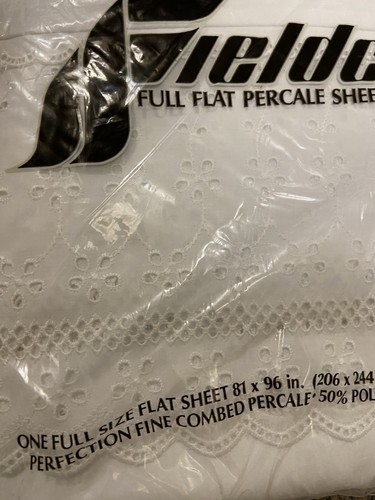 Fieldc
FULL FLAT PERCALE SHEE
ONE FULL SIZE FLAT SHEET 81 x 96 in. (206 x 244
PERFECTION FINE COMBED PERCALE 50% POL